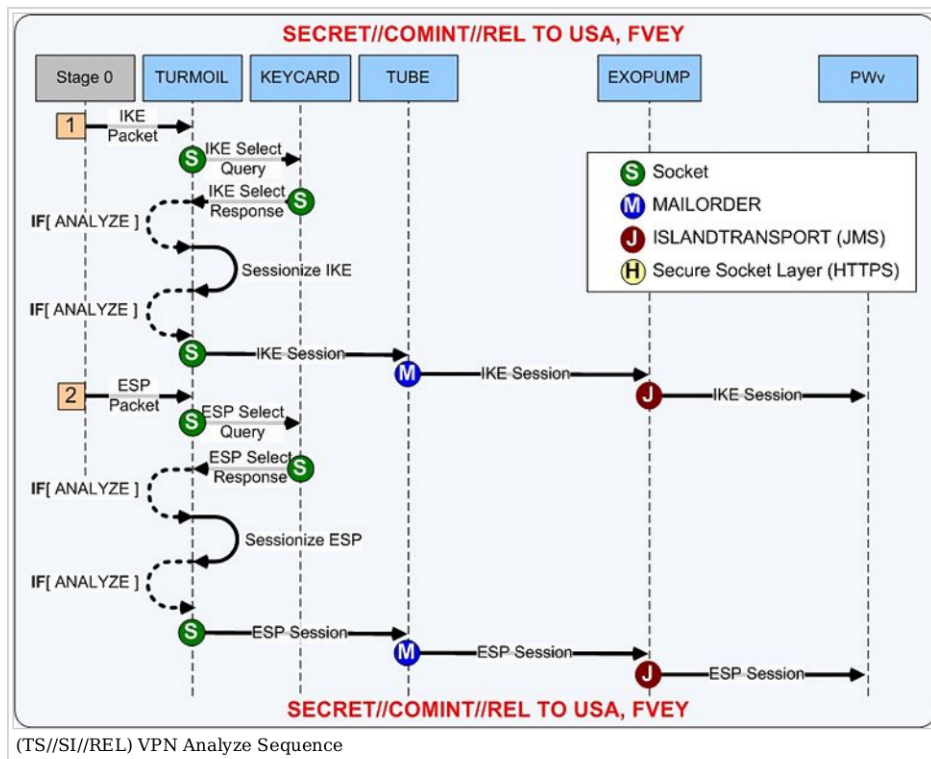 SECRET//COMINT//REL TO USA, FVEY
Stage 0
TURMOIL
KEYCARD
TUBE
EXOPUMP
PWv
1
IKE
Packet
S
IKE Select
Query
IKE Select
Response
S
IF[ ANALYZE ]
Sessionize IKE
IF[ ANALYZE ]
S
IKE Session
M
IKE Session
J
IKE Session
2
ESP
Packet
S
ESP Select
Query
ESP Select
Response
S
IF[ ANALYZE ]
Sessionize ESP
IF[ ANALYZE ]
S
ESP Session
M
ESP Session
J
ESP Session
S Socket
M MAILORDER
J ISLANDTRANSPORT (JMS)
H Secure Socket Layer (HTTPS)
SECRET//COMINT//REL TO USA, FVEY
(TS//SI//REL) VPN Analyze Sequence